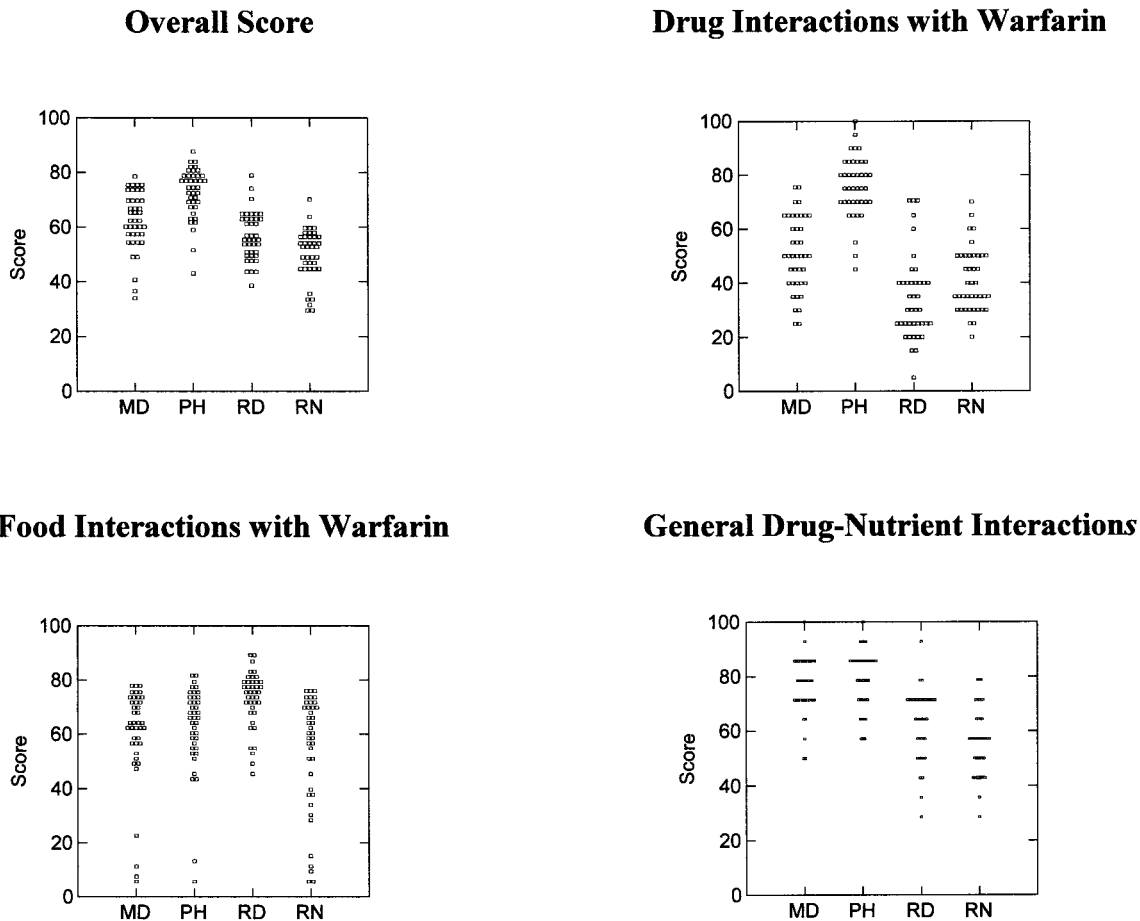 Overall Score
100
80
60
40
20
0
Score
MD PH RD RN
Drug Interactions with Warfarin
100
80
60
40
20
0
Score
MD PH RD RN
Food Interactions with Warfarin
100
80
60
40
20
0
Score
MD PH RD RN
General Drug-Nutrient Interactions
100
80
60
40
20
0
Score
MD PH RD RN